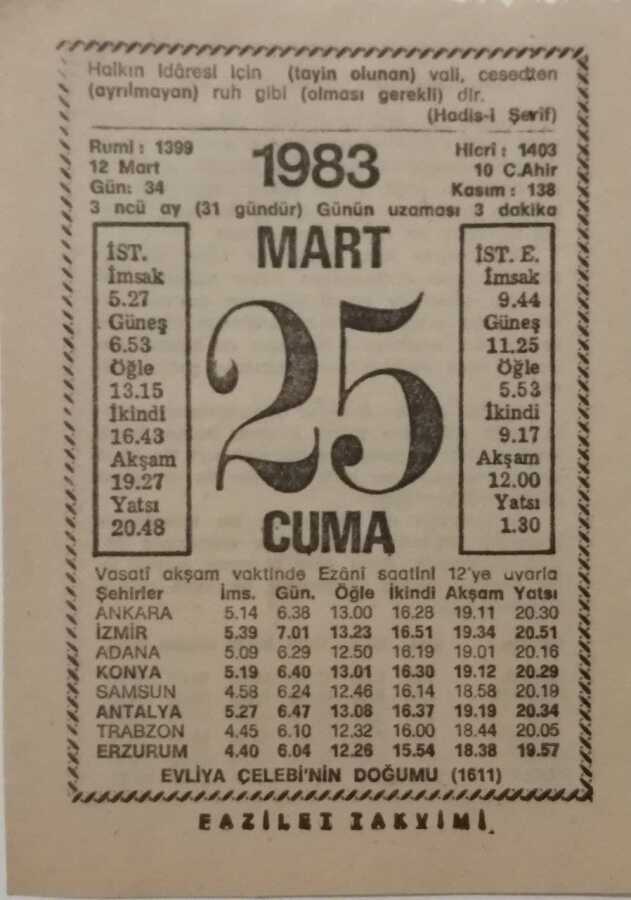 Halkın İdâresi İçin (tayin olunan) vali, cesedten
(ayrılmayan) ruh gibi (olması gerekli) dir.
(Hadis-i Şerif)
Rumi : 1399 1983 Hicrî : 1403
12 Mart 10 C.Ahir
Gün: 34 Kasım : 138
3 ncü ay (31 gündür) Günün uzaması 3 dakika
MART
25
CUMA
İST.
İmsak
5.27
Güneş
6.53
Öğle
13.15
İkindi
16.43
Akşam
19.27
Yatsı
20.48
İST. E.
İmsak
9.44
Güneş
11.25
Öğle
5.53
İkindi
9.17
Akşam
12.00
Yatsı
1.30
Vasatî akşam vaktinde Ezânî saatini 12'ye uyarla
Şehirler İms. Gün. Öğle İkindi Akşam Yatsı
ANKARA 5.14 6.38 13.00 16.28 19.11 20.30
İZMİR 5.39 7.01 13.23 16.51 19.34 20.51
ADANA 5.09 6.29 12.50 16.19 19.01 20.16
KONYA 5.19 6.40 13.01 16.30 19.12 20.29
SAMSUN 4.58 6.24 12.46 16.14 18.58 20.19
ANTALYA 5.27 6.47 13.08 16.37 19.19 20.34
TRABZON 4.45 6.10 12.32 16.00 18.44 20.05
ERZURUM 4.40 6.04 12.26 15.54 18.38 19.57
EVLİYA ÇELEBİ'NİN DOĞUMU (1611)
FAZİLET TAKVİMİ